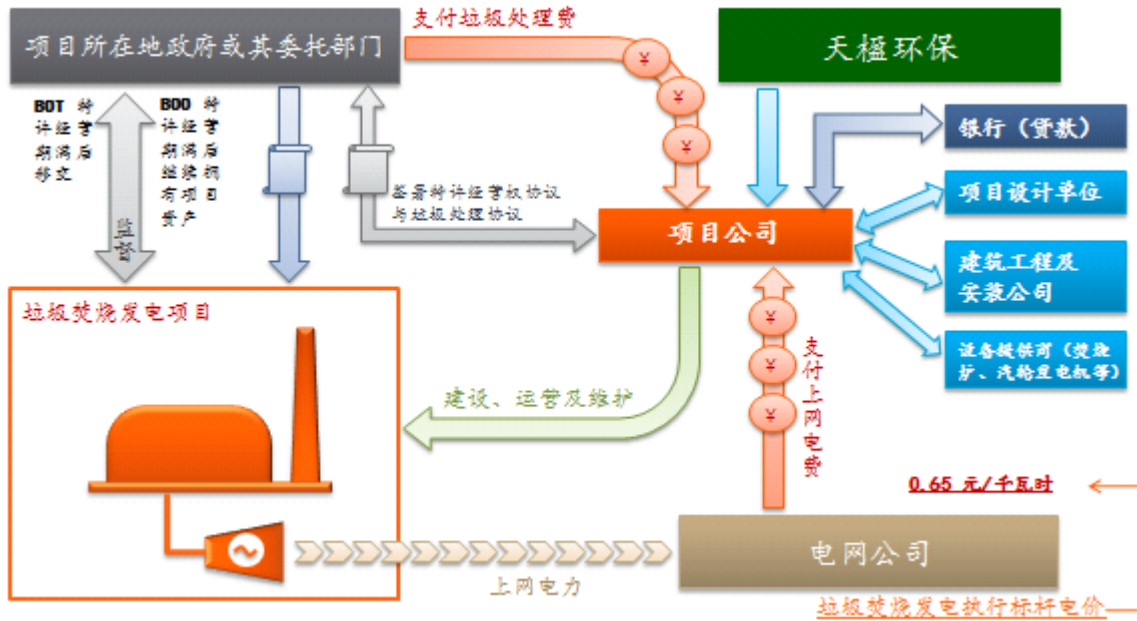 支付垃圾处理费
项目所在地政府或其委托部门
天楹环保
BOT 特
许经营
期满后
移交
BOO 特
许经营
期满后
继续拥
有项目
资产
监督
签署特许经营权协议
与垃圾处理协议
¥
¥
¥
银行（贷款）
项目设计单位
项目公司
建筑工程及
安装公司
设备提供商（焚烧
炉、汽轮发电机等）
垃圾焚烧发电项目
¥
¥
¥
支付上网电费
建设、运营及维护
0.65 元/千瓦时
电网公司
上网电力
垃圾焚烧发电执行标杆电价